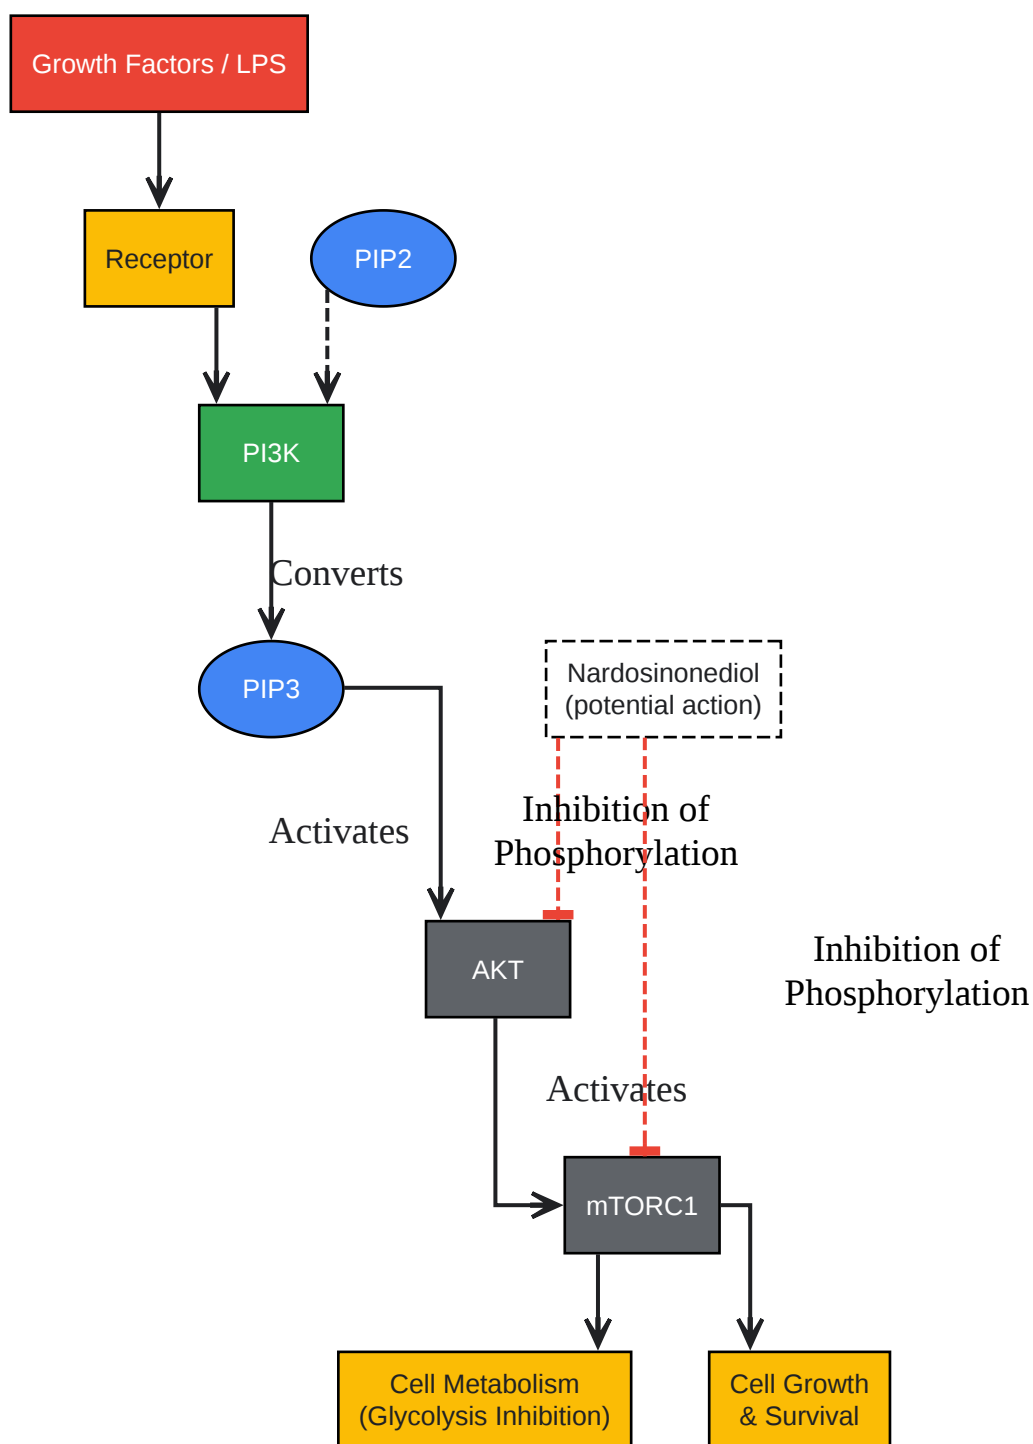 Growth Factors / LPS
Receptor
PIP2
PI3K
Converts
PIP3
Nardosinonediol
(potential action)
Activates
Inhibition of
Phosphorylation
Inhibition of
Phosphorylation
AKT
Activates
mTORC1
Cell Metabolism
(Glycolysis Inhibition)
Cell Growth
& Survival